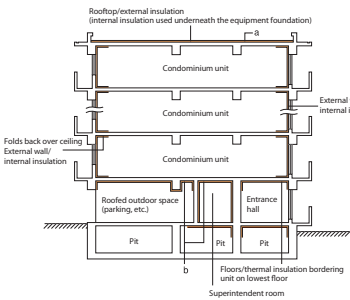 Rooftop/external insulation
(internal insulation used underneath the equipment foundation)
a
Condominium unit
Condominium unit
External
internal i
Folds back over ceiling
External wall/
internal insulation
Condominium unit
Roofed outdoor space
(parking, etc.)
Entrance
hall
Pit
Pit
Pit
b
Floors/thermal insulation bordering
unit on lowest floor
Superintendent room